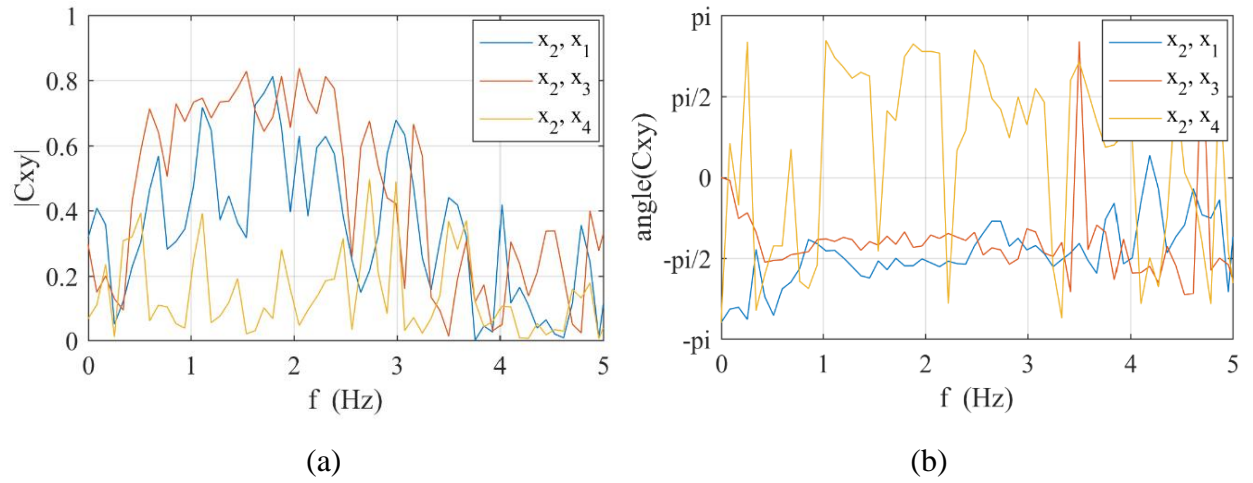 1
0.8
0.6
0.4
0.2
0
|Cxy|
0 1 2 3 4 5
f (Hz)
x2, x1
x2, x3
x2, x4
(a)
pi
pi/2
0
-pi/2
-pi
angle(Cxy)
0 1 2 3 4 5
f (Hz)
x2, x1
x2, x3
x2, x4
(b)